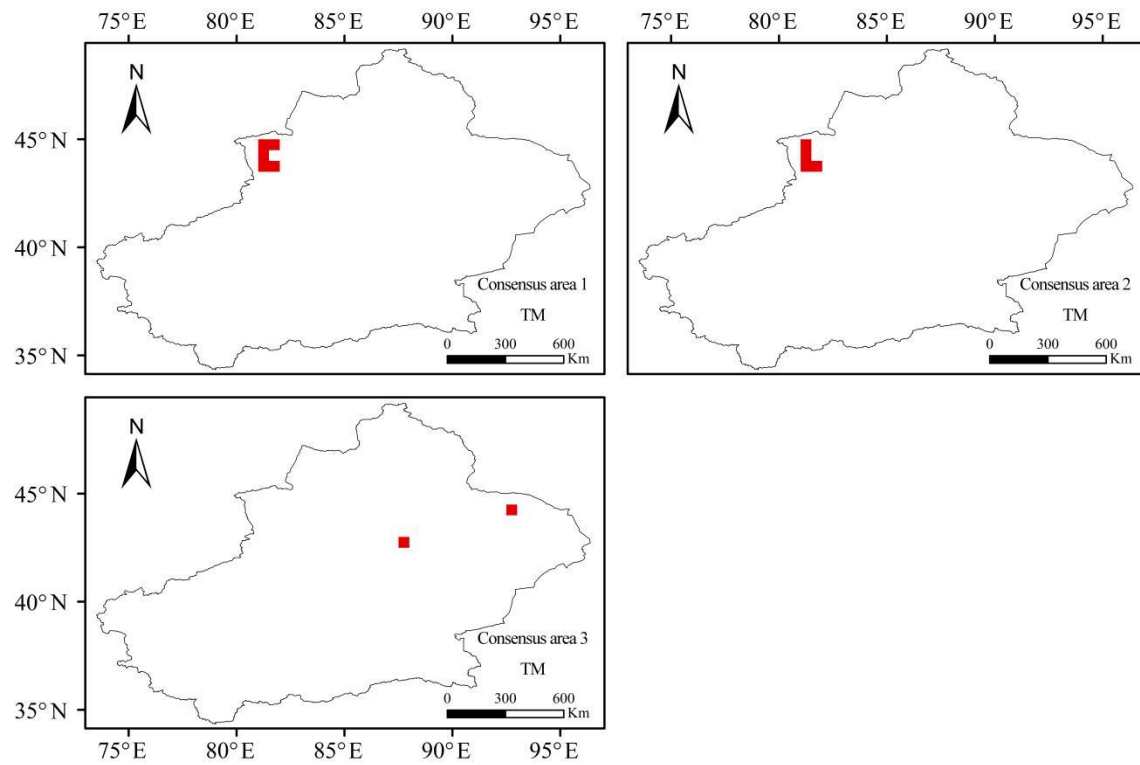 75°E 80°E 85°E 90°E 95°E 75°E 80°E 85°E 90°E 95°E
N N
45°N
40°N
Consensus area 1 Consensus area 2
TM TM
0 300 600 0 300 600
Km Km
35°N
N
45°N
40°N
Consensus area 3
TM
0 300 600
Km
35°N
75°E 80°E 85°E 90°E 95°E